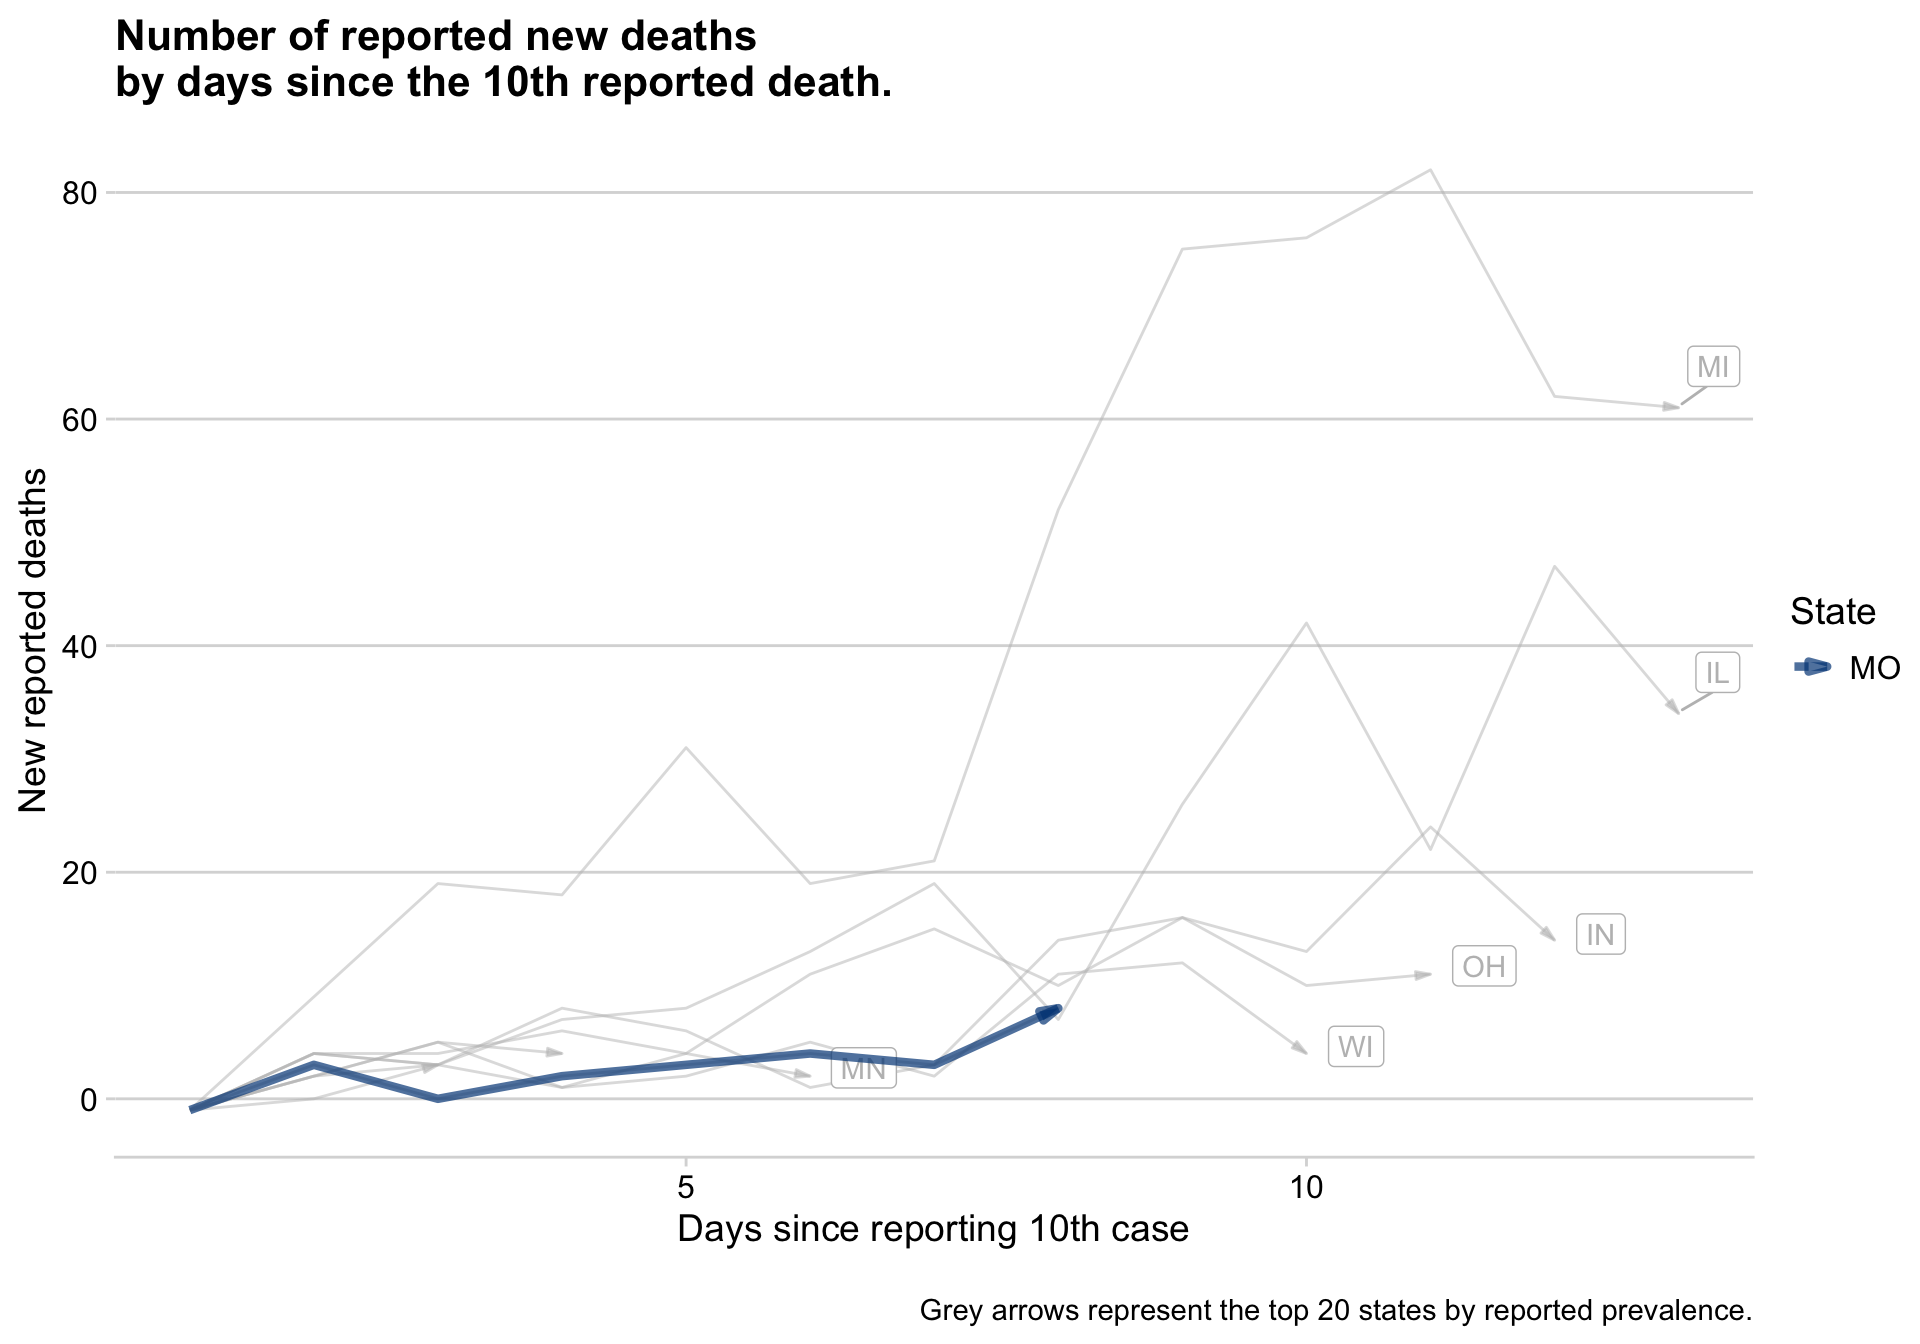 Number of reported new deaths
by days since the 10th reported death.
80
60
40
20
0
New reported deaths
MI
IL
IN
OH
WI
MN
5
10
Days since reporting 10th case
State
MO
Grey arrows represent the top 20 states by reported prevalence.